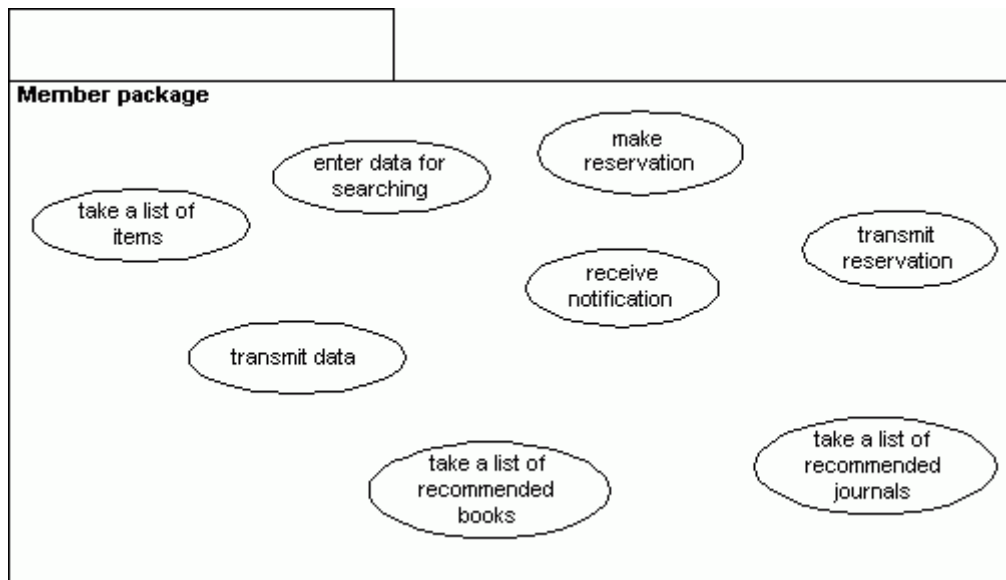 Member package
make
reservation
enter data for
searching
take a list of
items
transmit
reservation
receive
notification
transmit data
take a list of
recommended
books
take a list of
recommended
journals